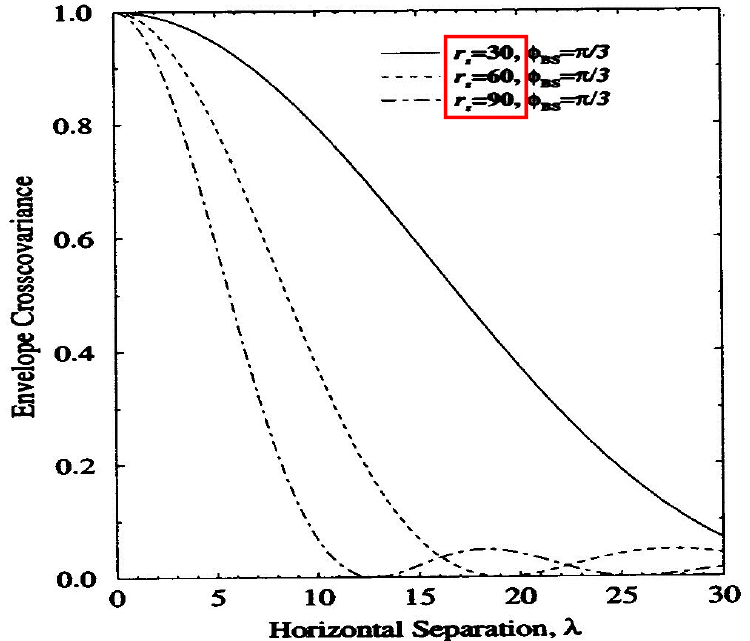 1.0
0.8
0.6
0.4
0.2
0.0
Envelope Crosscovariance
r_z=30, ϕ_BS=π/3
r_z=60, ϕ_BS=π/3
r_z=90, ϕ_BS=π/3
0 5 10 15 20 25 30
Horizontal Separation, λ